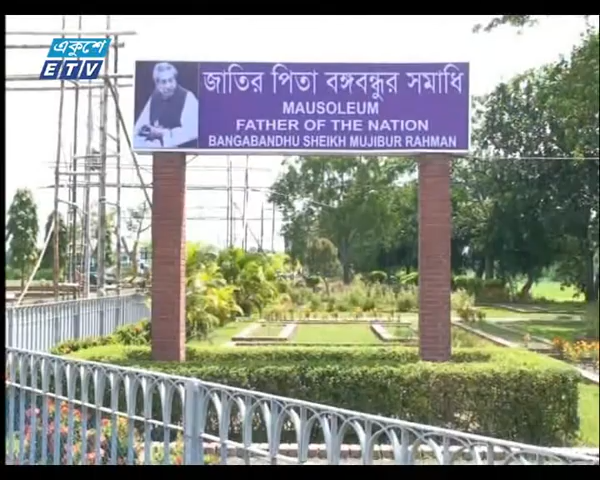 একুশে
ETV
জাতির পিতা বঙ্গবন্ধুর সমাধি
MAUSOLEUM
FATHER OF THE NATION
BANGABANDHU SHEIKH MUJIBUR RAHMAN